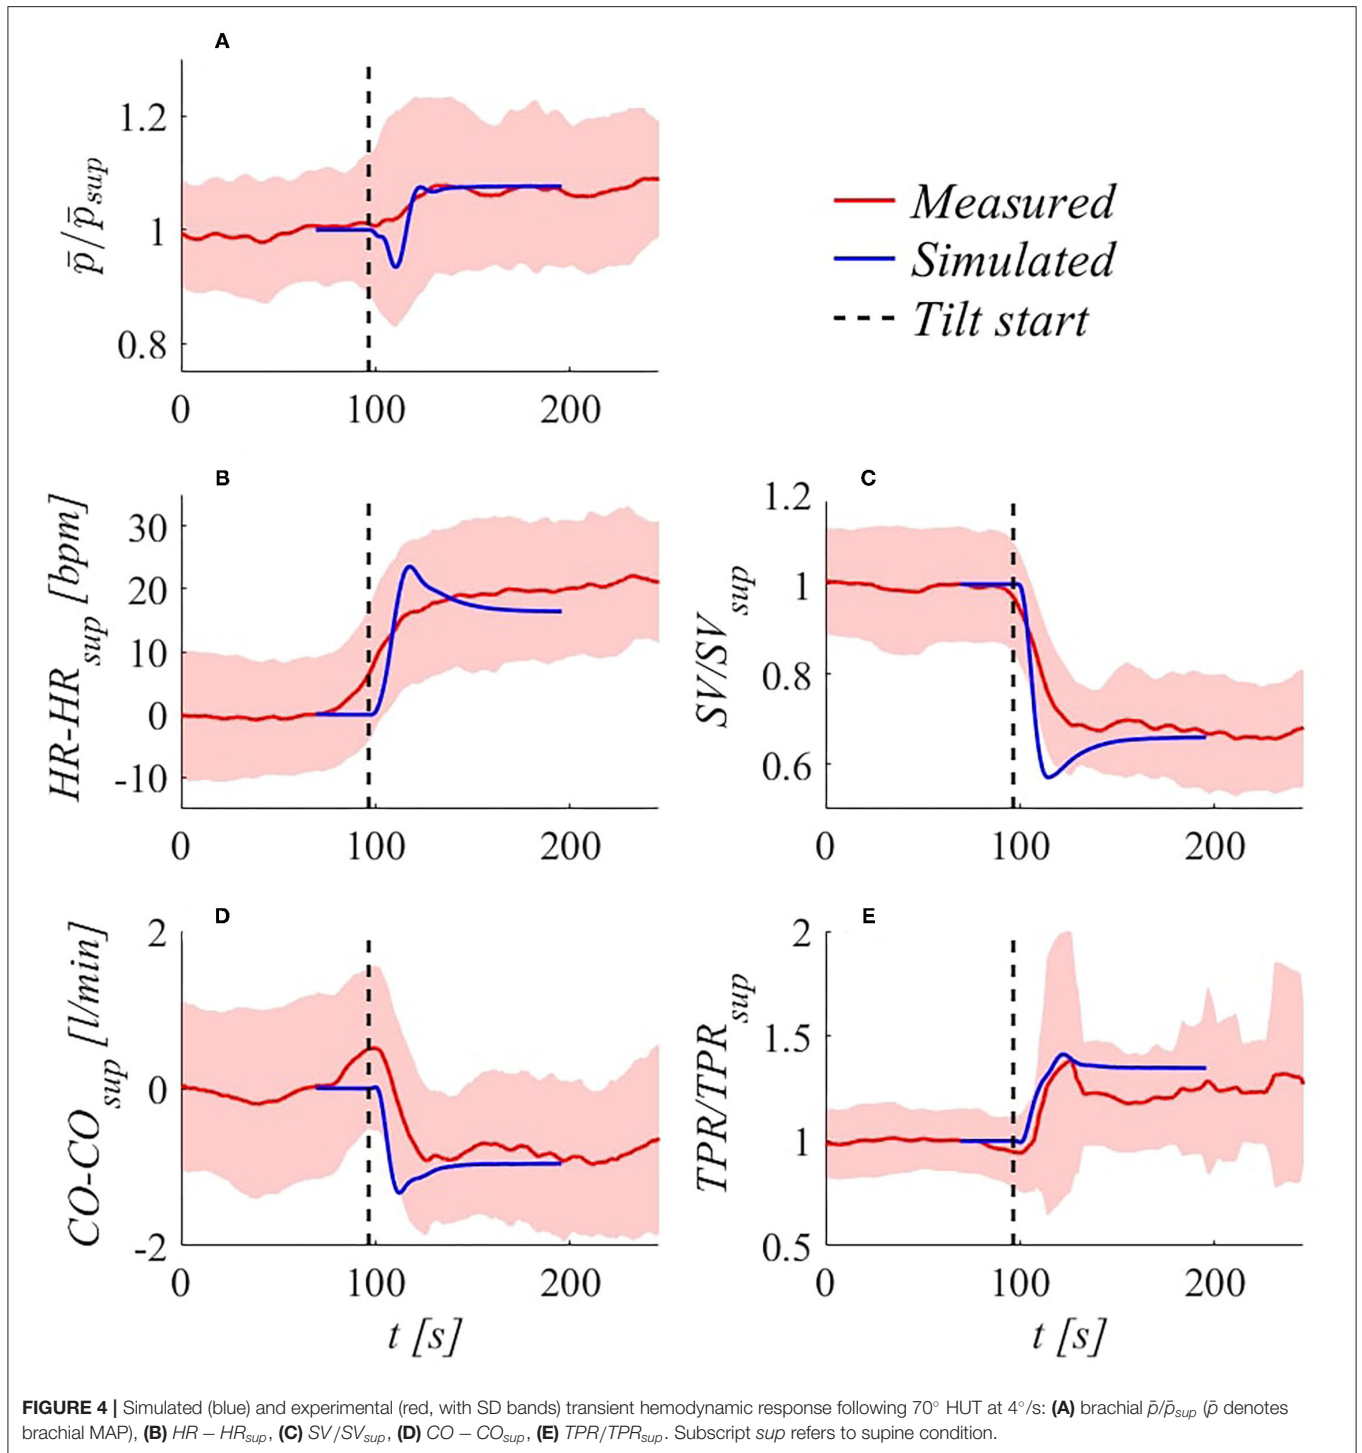 A
1.2
1
0.8
p̄/p̄sup
0 100 200
Measured
Simulated
Tilt start
B
30
20
10
0
-10
HR-HRsup [bpm]
0 100 200
C
1.2
1
0.8
0.6
SV/SVsup
0 100 200
D
2
0
-2
CO-COsup [l/min]
0 100 200
t [s]
E
2
1.5
1
0.5
TPR/TPRsup
0 100 200
t [s]
FIGURE 4 | Simulated (blue) and experimental (red, with SD bands) transient hemodynamic response following 70° HUT at 4°/s: (A) brachial p̄/p̄sup (p̄ denotes
brachial MAP), (B) HR − HRsup, (C) SV/SVsup, (D) CO − COsup, (E) TPR/TPRsup. Subscript sup refers to supine condition.